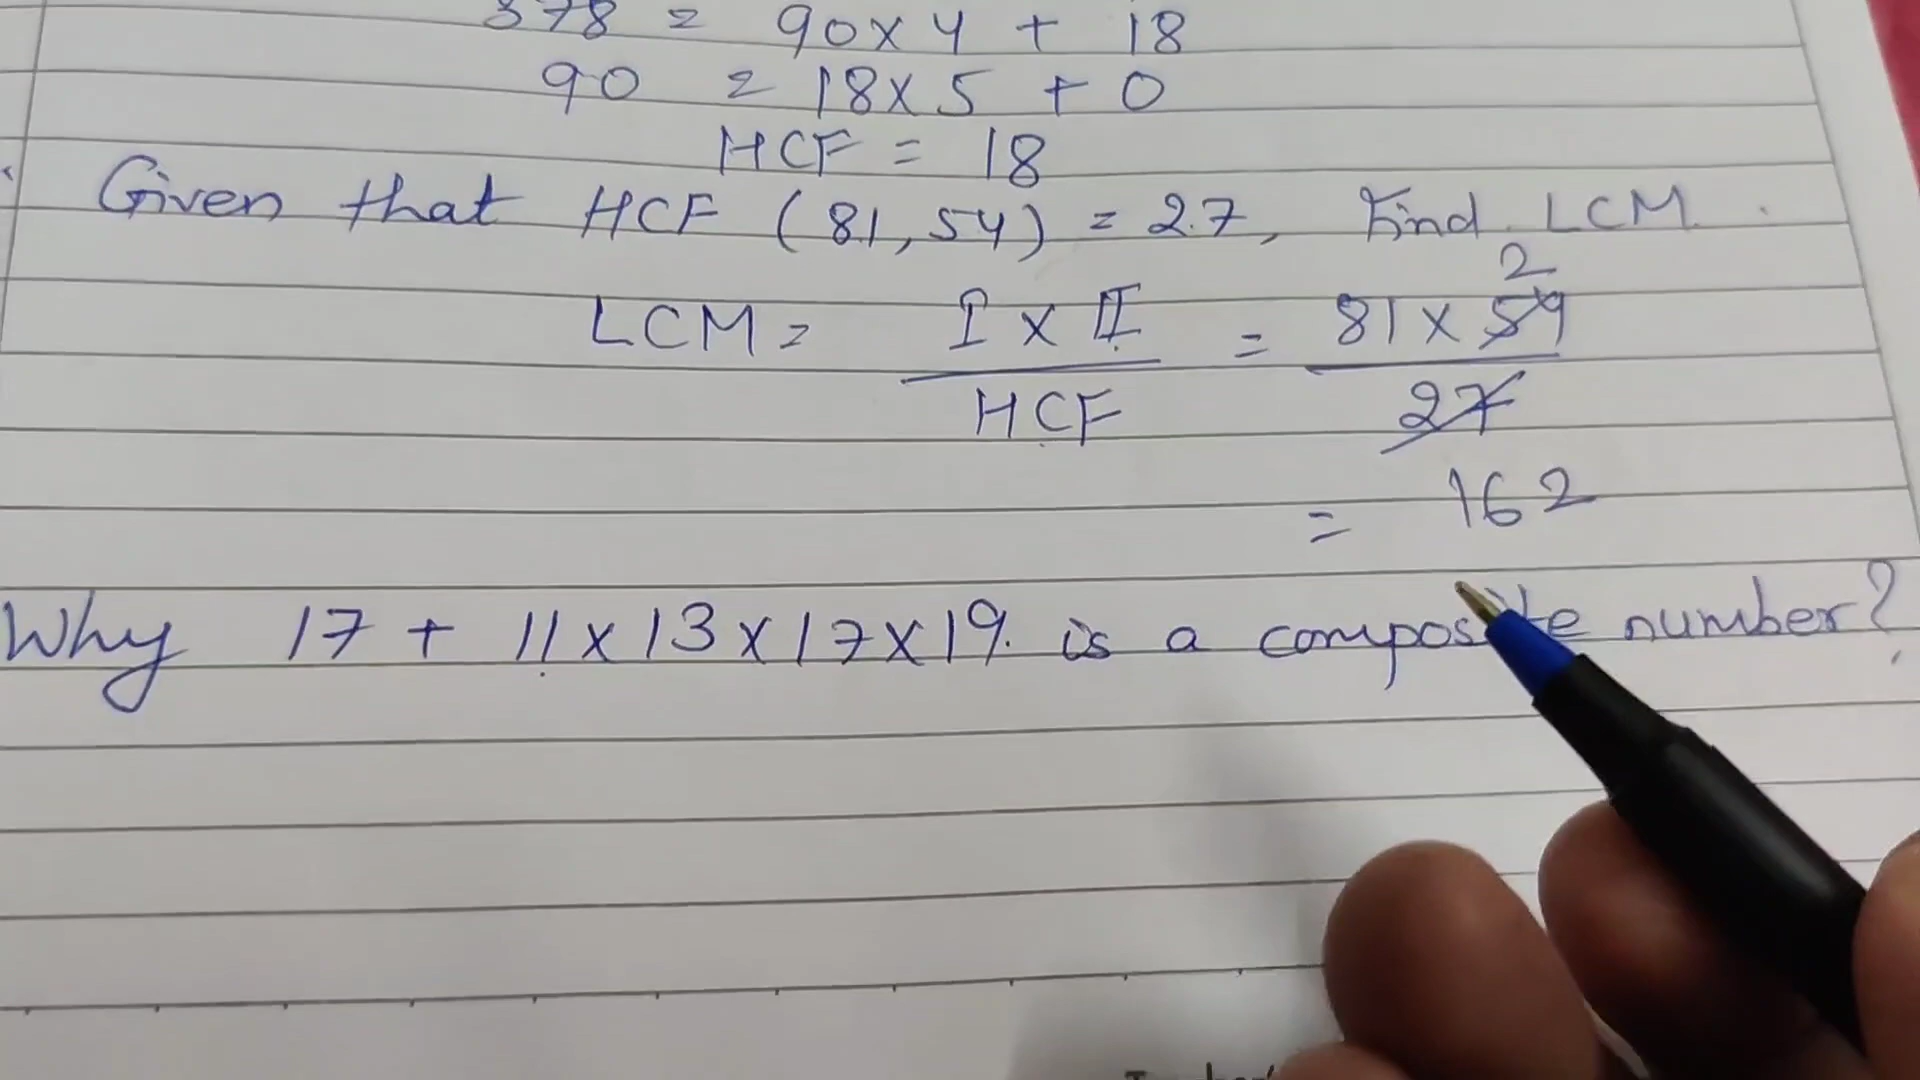 378 = 90 x 4 + 18
90 = 18 x 5 + 0
HCF = 18
Given that HCF (81, 54) = 27, Find LCM.
2
LCM = I x II = 81 x 54
HCF 27
= 162
Why 17 + 11 x 13 x 17 x 19 is a composite number?